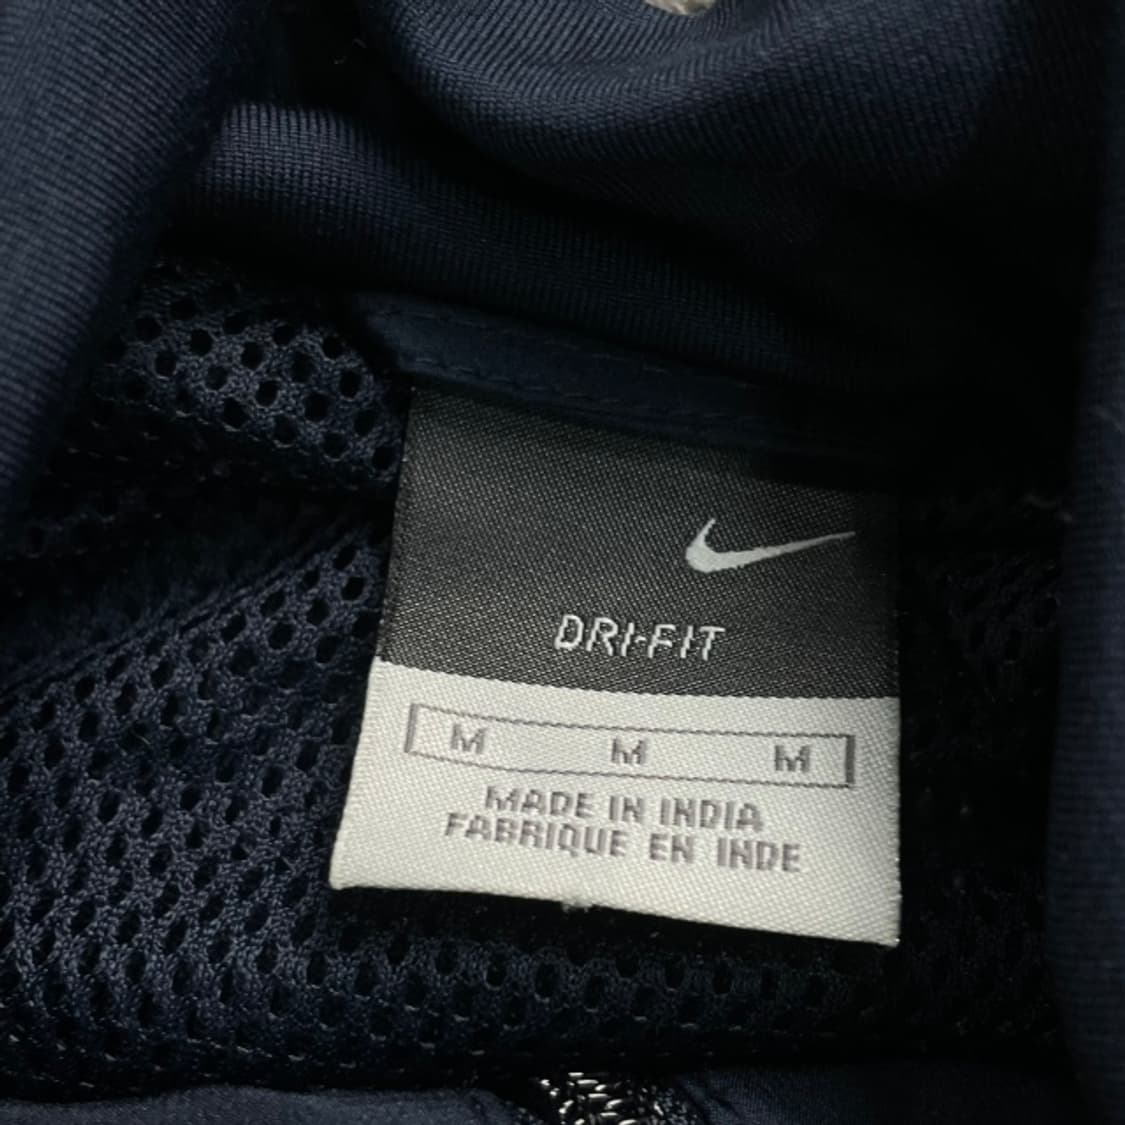 DRI-FIT
M M M
MADE IN INDIA
FABRIQUE EN INDE